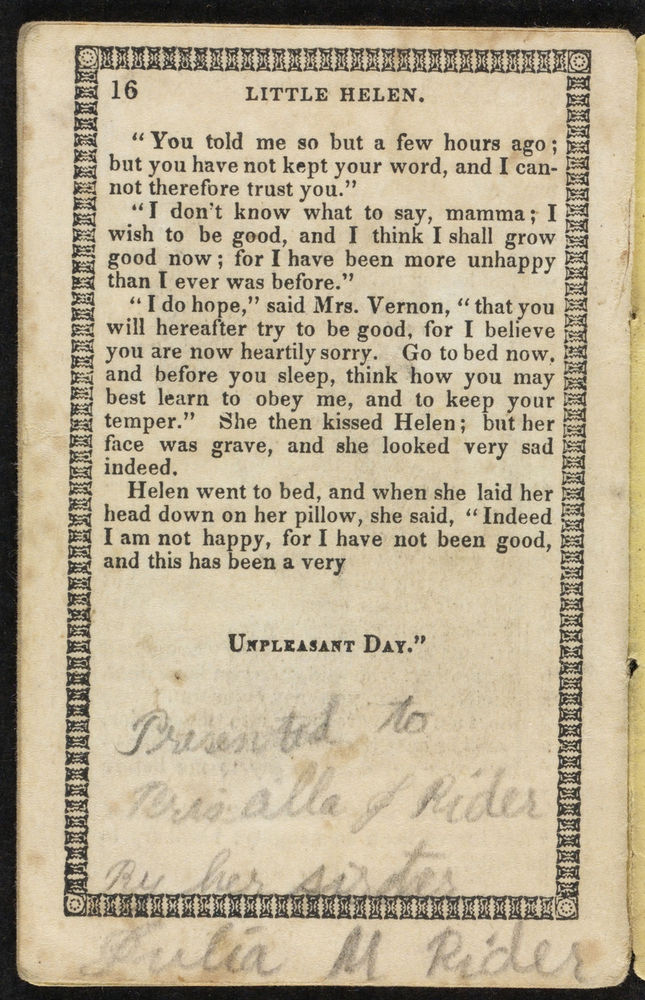 16 LITTLE HELEN.
“ You told me so but a few hours ago ;
but you have not kept your word, and I can-
not therefore trust you.”
“ I don't know what to say, mamma ; I
wish to be good, and I think I shall grow
good now ; for I have been more unhappy
than I ever was before.”
“ I do hope,” said Mrs. Vernon, “ that you
will hereafter try to be good, for I believe
you are now heartily sorry. Go to bed now,
and before you sleep, think how you may
best learn to obey me, and to keep your
temper.” She then kissed Helen ; but her
face was grave, and she looked very sad
indeed.
Helen went to bed, and when she laid her
head down on her pillow, she said, “ Indeed
I am not happy, for I have not been good,
and this has been a very
UNPLEASANT DAY.”
Presented to
Rider
By her sister
Julia M Rider